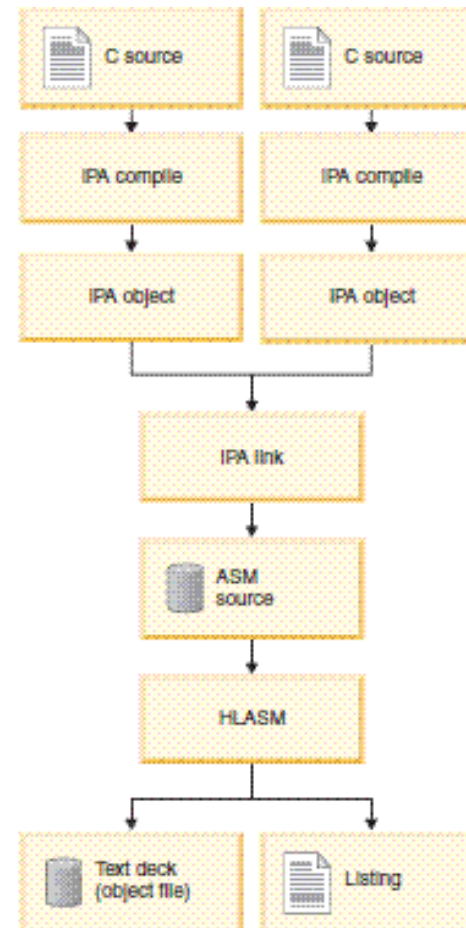 C source
C source
IPA compile
IPA compile
IPA object
IPA object
IPA link
ASM
source
HLASM
Text deck
(object file)
Listing